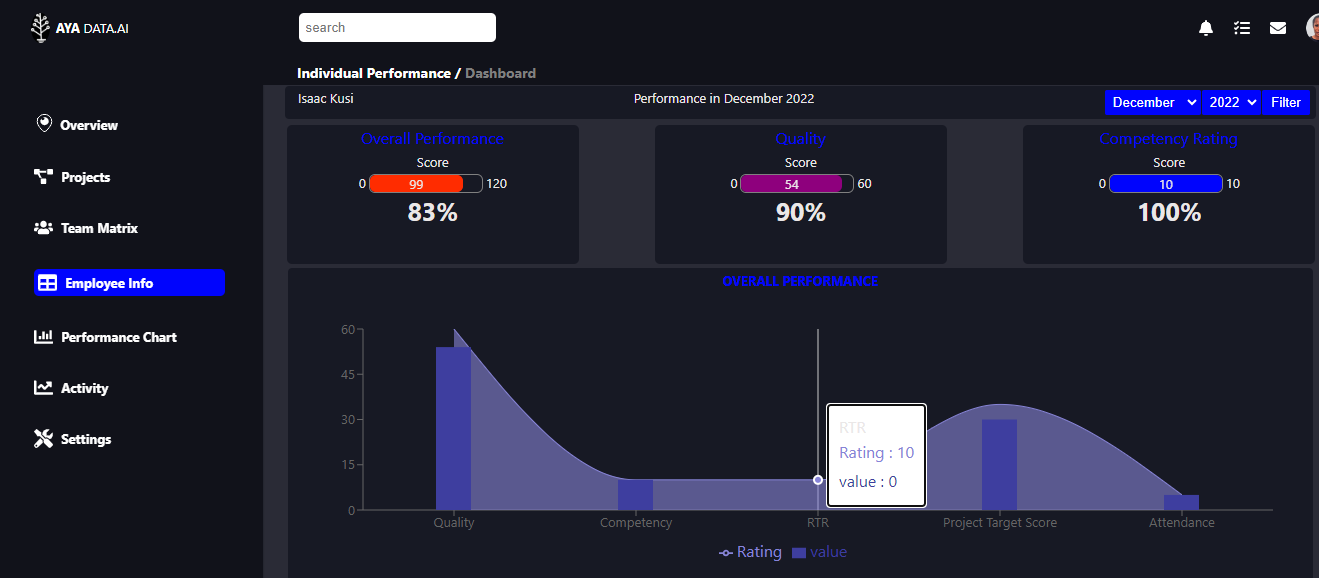 AYA DATA.AI
search
Individual Performance / Dashboard
Isaac Kusi
Performance in December 2022
December 2022 Filter
Overview
Projects
Team Matrix
Employee Info
Performance Chart
Activity
Settings
Overall Performance
Score
0 99 120
83%
Quality
Score
0 54 60
90%
Competency Rating
Score
0 10 10
100%
OVERALL PERFORMANCE
60
45
30
15
0
RTR
Rating : 10
value : 0
Quality Competency RTR Project Target Score Attendance
Rating value